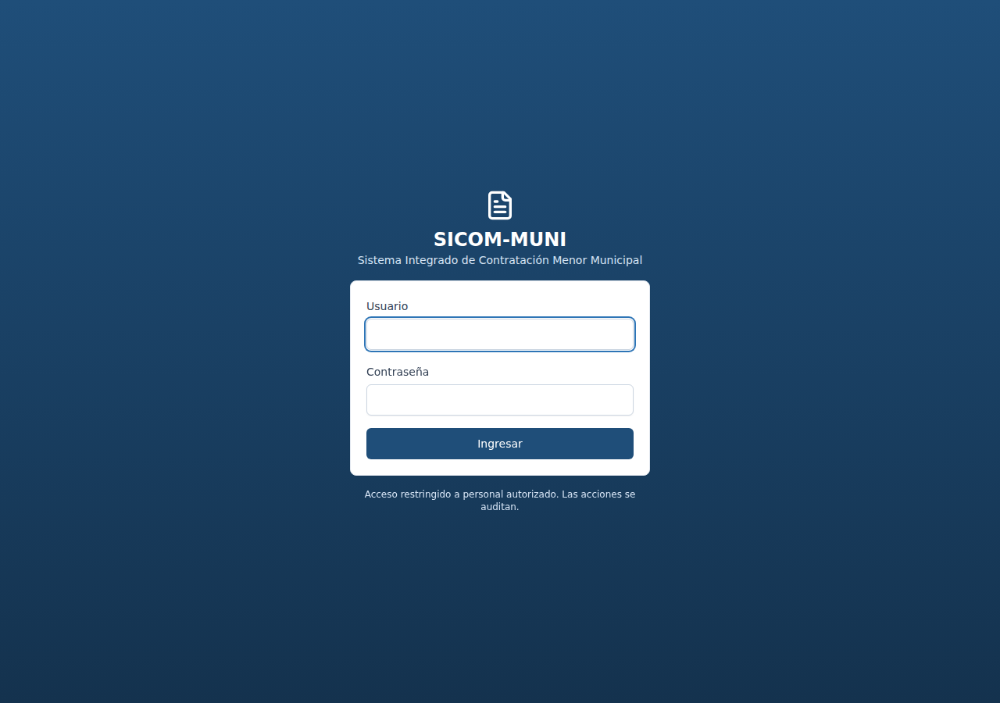 SICOM-MUNI
Sistema Integrado de Contratación Menor Municipal
Usuario
Contraseña
Ingresar
Acceso restringido a personal autorizado. Las acciones se
auditan.